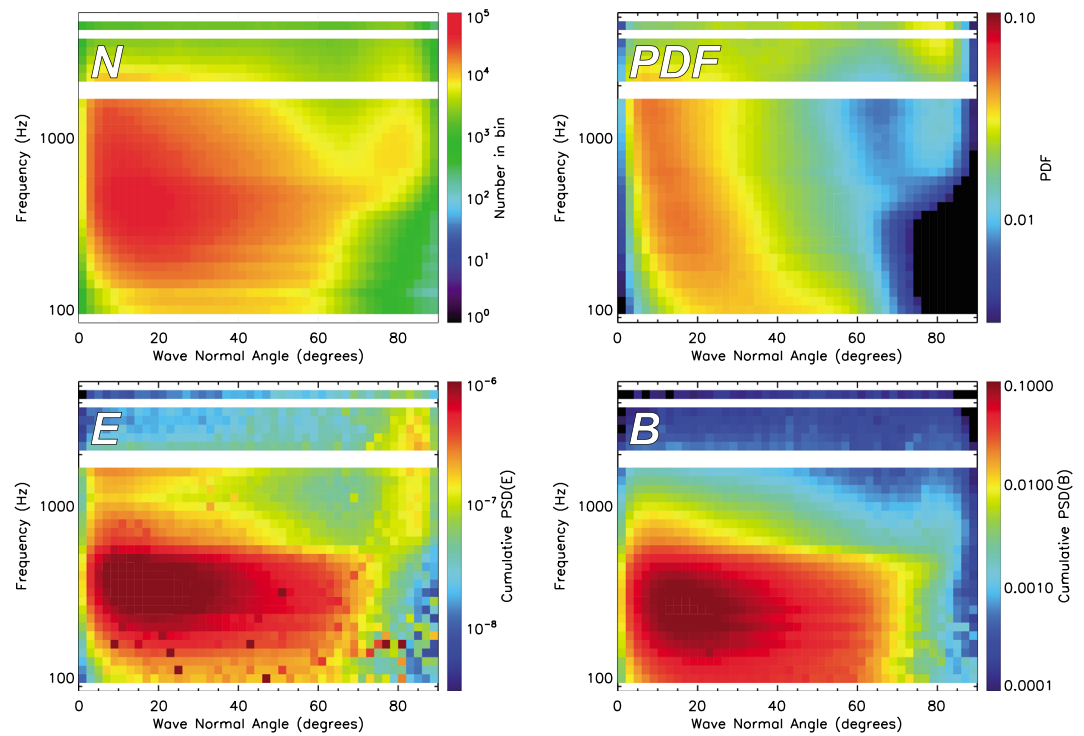 N
Frequency (Hz)
1000
100
0
20
40
60
80
Wave Normal Angle (degrees)
10^5
10^4
10^3
10^2
10^1
10^0
Number in bin
PDF
Frequency (Hz)
1000
100
0
20
40
60
80
Wave Normal Angle (degrees)
0.10
0.01
PDF
E
Frequency (Hz)
1000
100
0
20
40
60
80
Wave Normal Angle (degrees)
10^-6
10^-7
10^-8
Cumulative PSD(E)
B
Frequency (Hz)
1000
100
0
20
40
60
80
Wave Normal Angle (degrees)
0.1000
0.0100
0.0010
0.0001
Cumulative PSD(B)